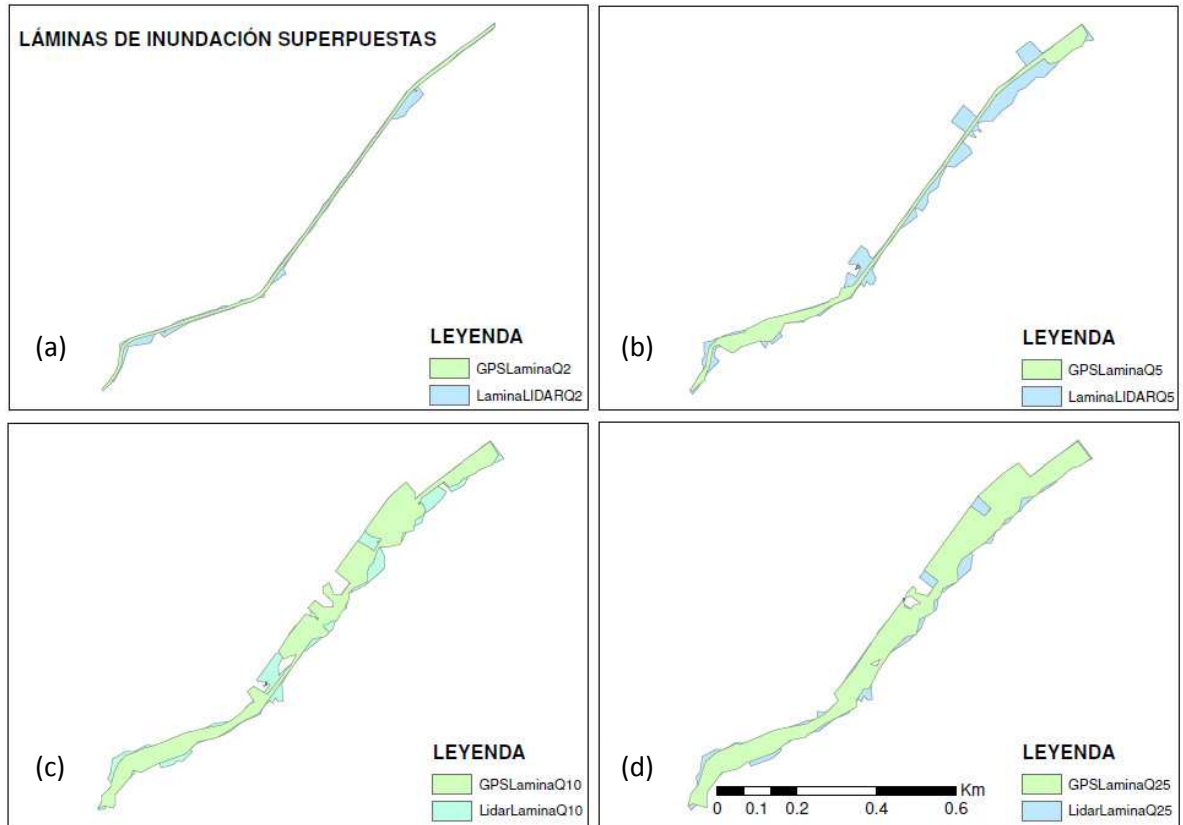 LÁMINAS DE INUNDACIÓN SUPERPUESTAS
(a)
LEYENDA
GPSLaminaQ2
LaminaLIDARQ2
(b)
LEYENDA
GPSLaminaQ5
LaminaLIDARQ5
(c)
LEYENDA
GPSLaminaQ10
LidarLaminaQ10
(d)
LEYENDA
GPSLaminaQ25
LidarLaminaQ25
Km
0 0.1 0.2 0.4 0.6